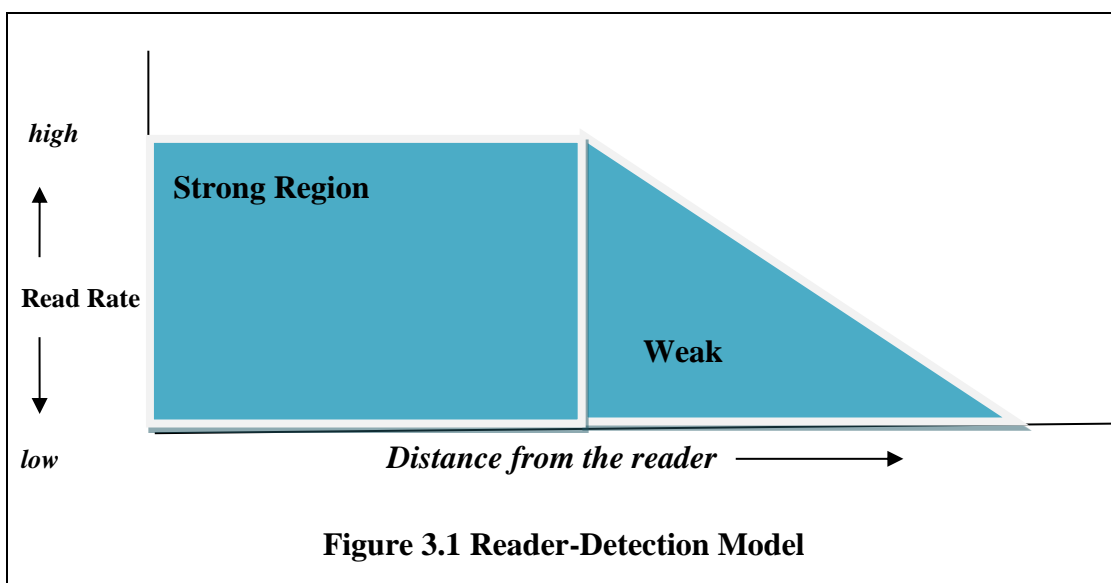 high
Strong Region
Read Rate
Weak
low
Distance from the reader
Figure 3.1 Reader-Detection Model